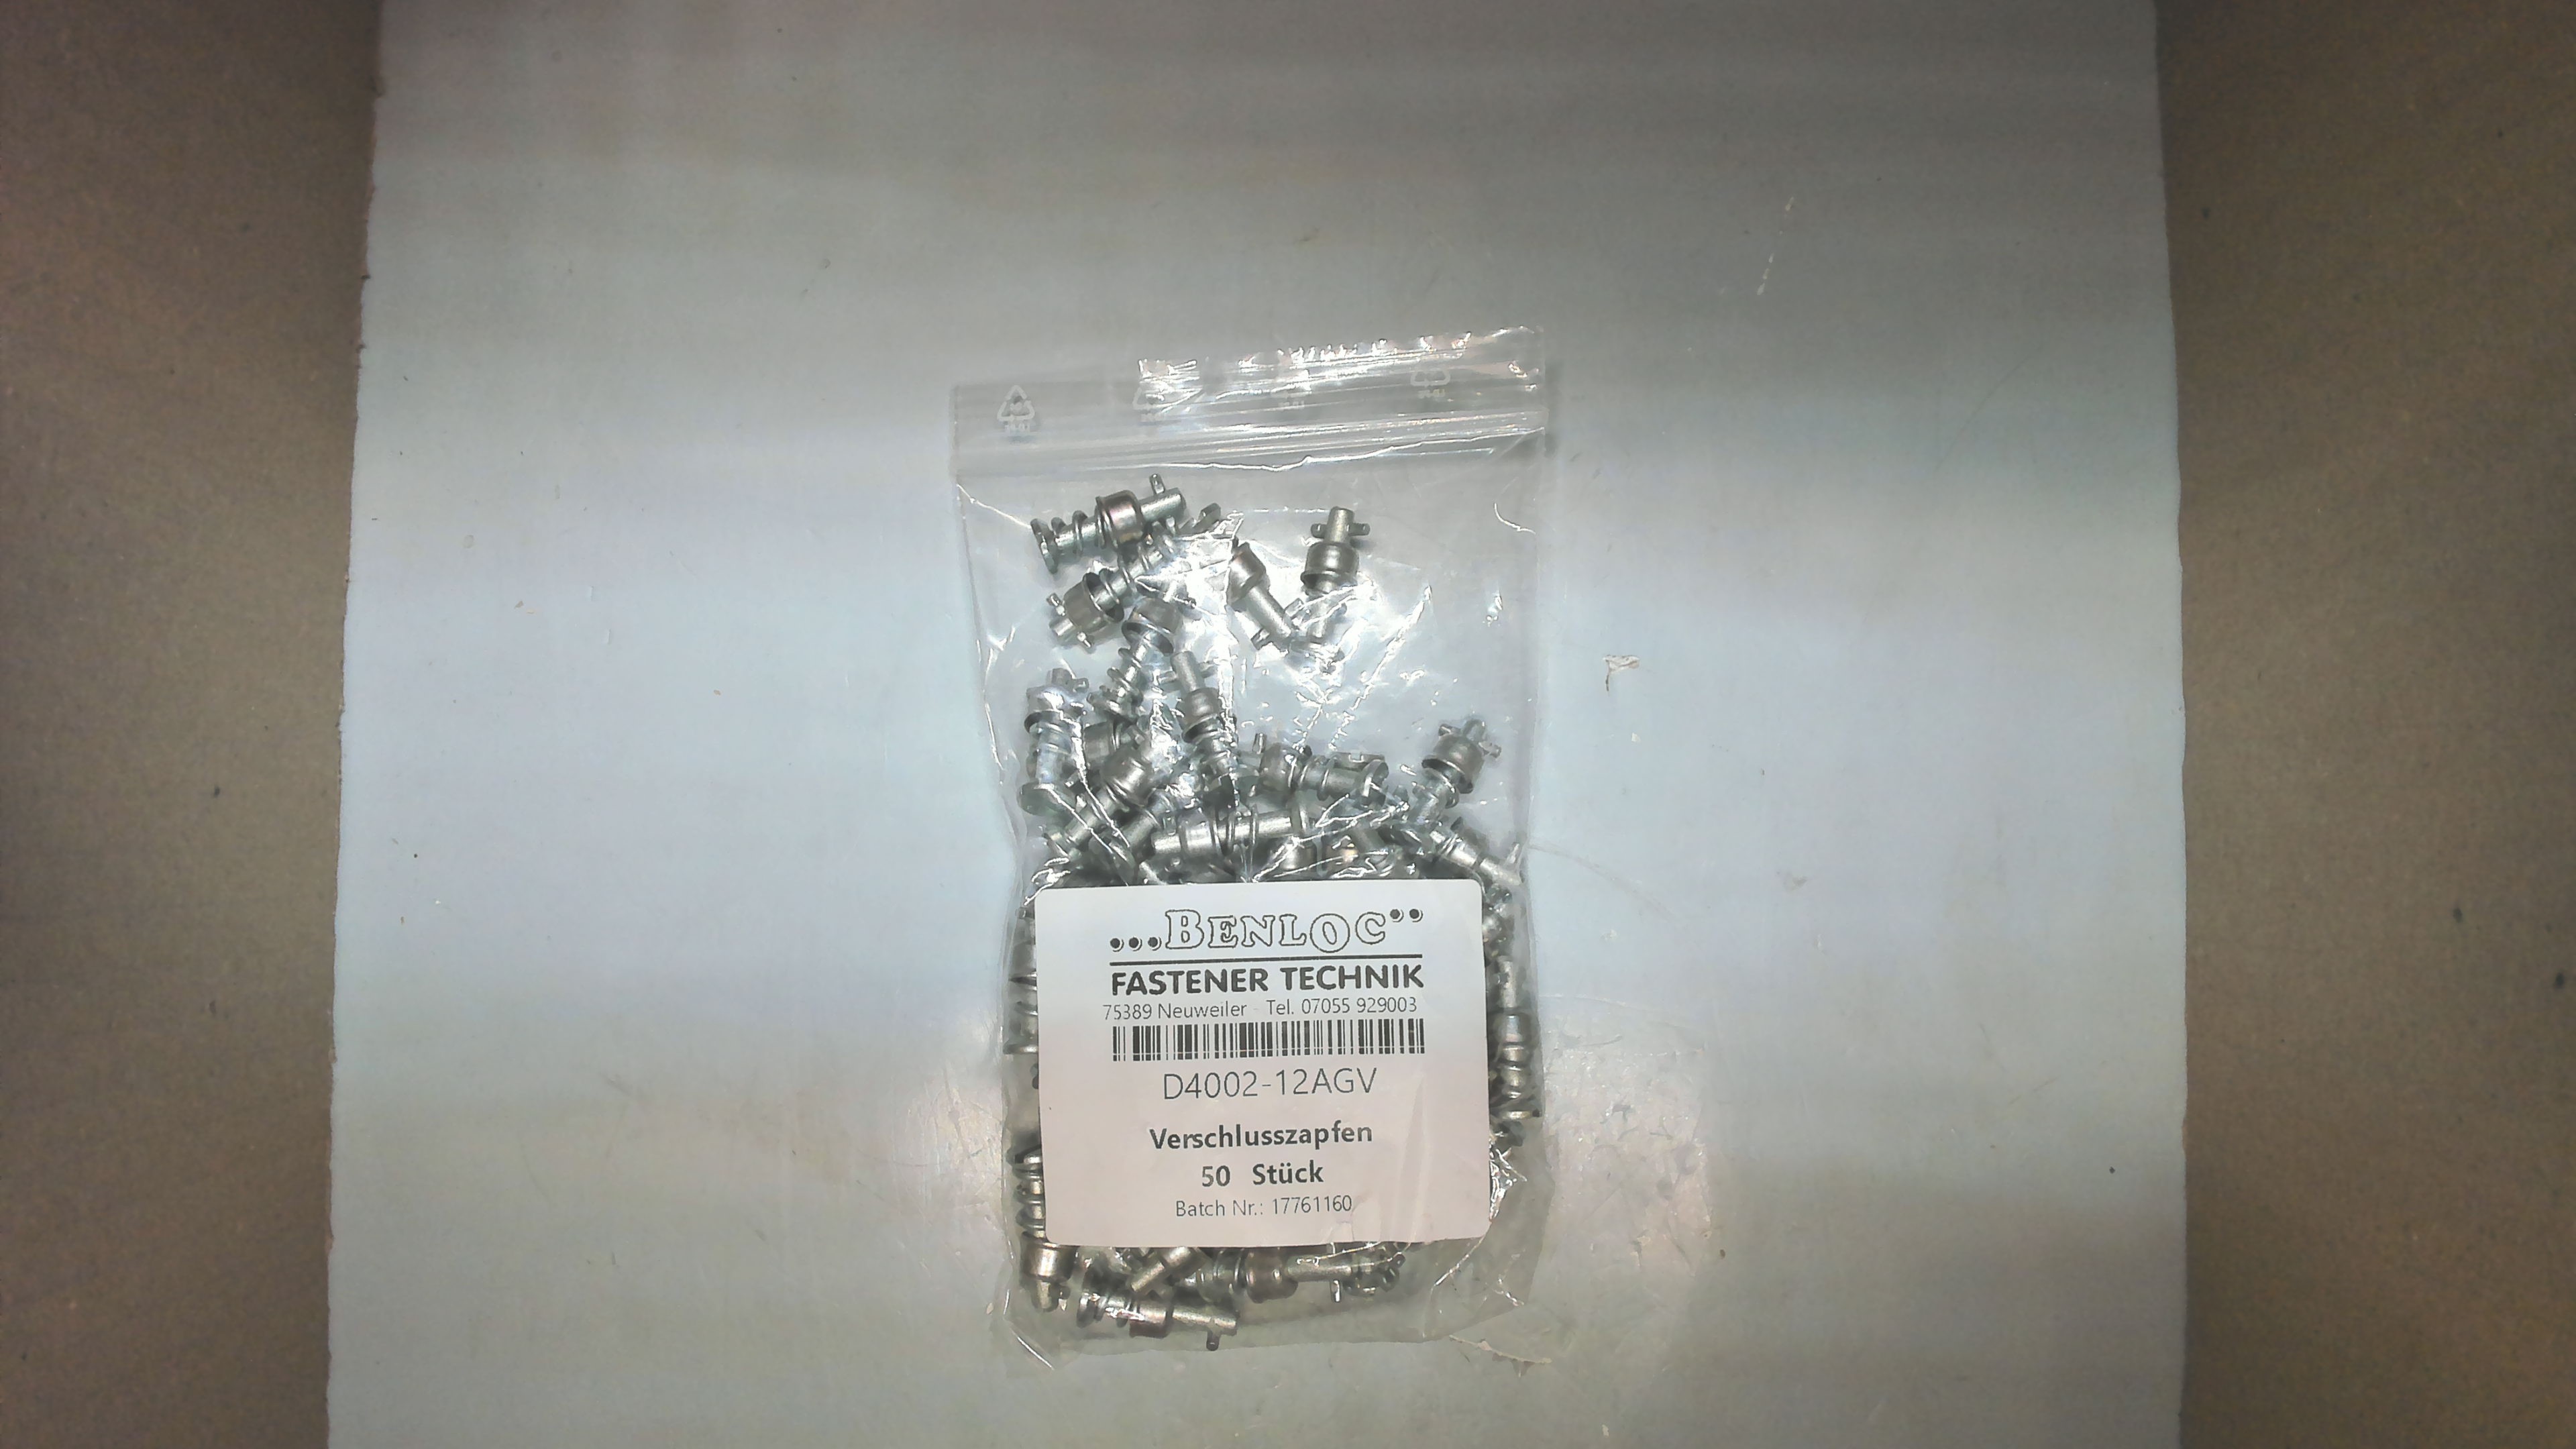 BENLOC
FASTENER TECHNIK
75389 Neuweiler - Tel. 07055 929003
D4002-12AGV
Verschlusszapfen
50 Stück
Batch Nr.: 17761160